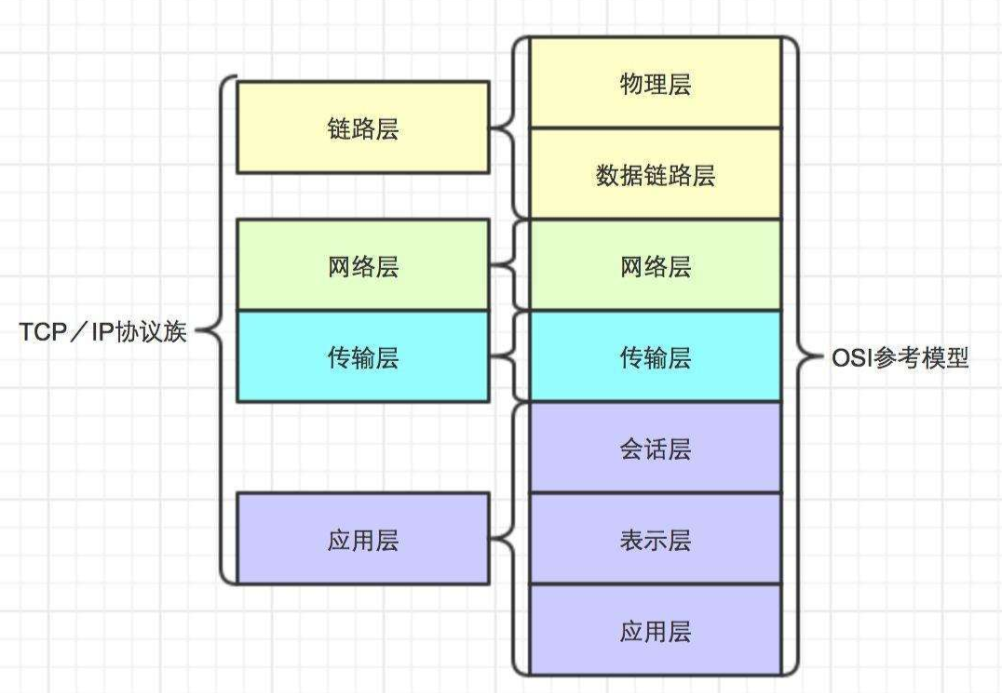 TCP／IP协议族
链路层
网络层
传输层
应用层
物理层
数据链路层
网络层
传输层
会话层
表示层
应用层
OSI参考模型